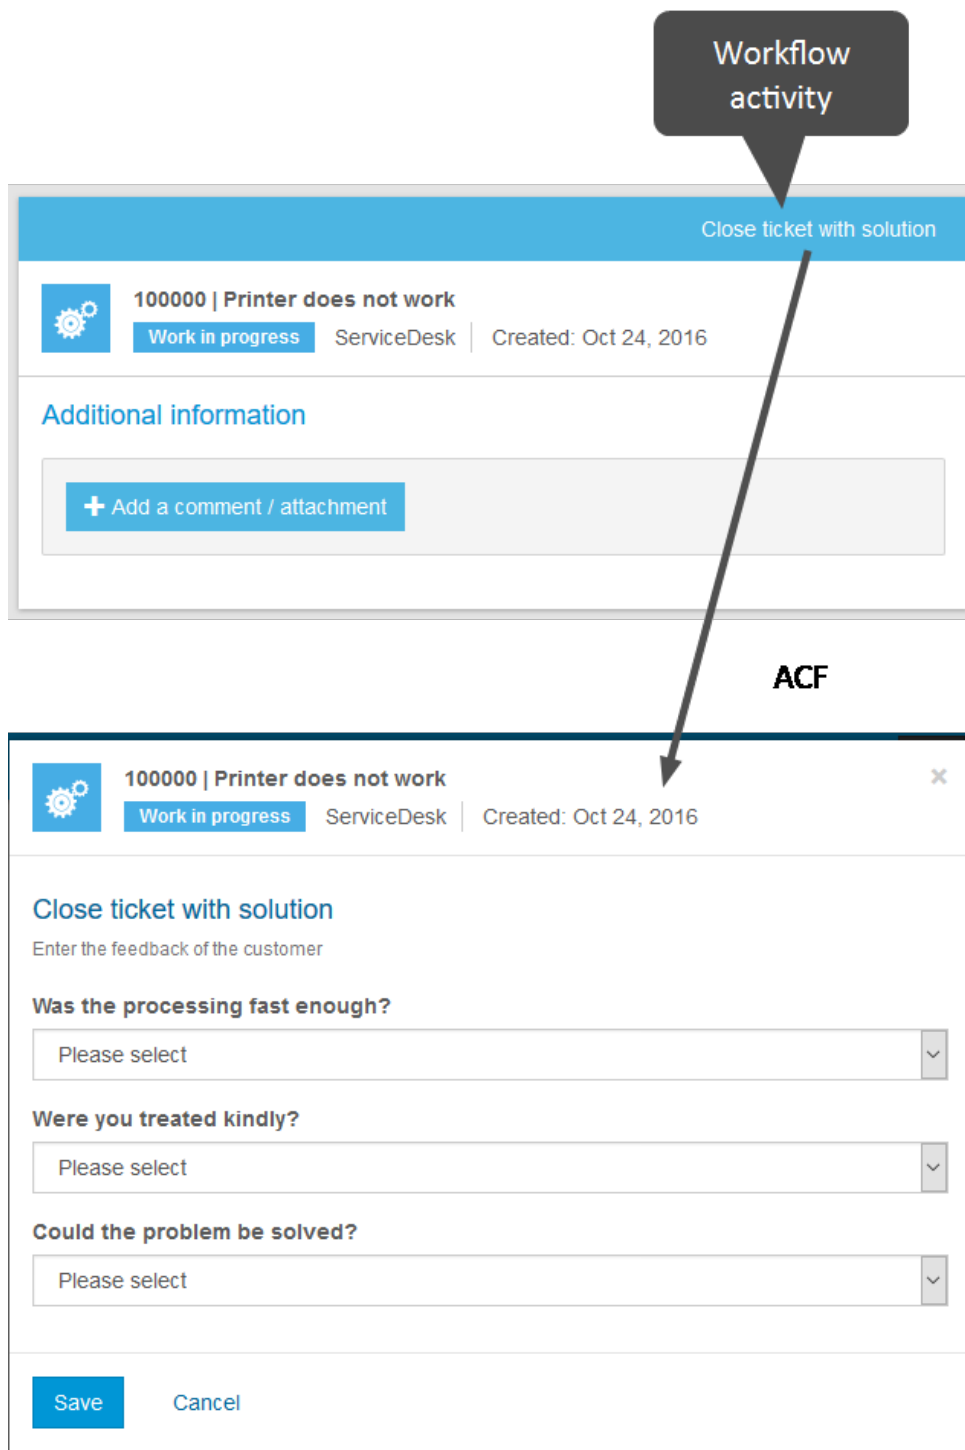 Workflow
activity
Close ticket with solution
100000 | Printer does not work
Work in progress ServiceDesk Created: Oct 24, 2016
Additional information
Add a comment / attachment
ACF
100000 | Printer does not work
Work in progress ServiceDesk Created: Oct 24, 2016
Close ticket with solution
Enter the feedback of the customer
Was the processing fast enough?
Please select
Were you treated kindly?
Please select
Could the problem be solved?
Please select
Save Cancel